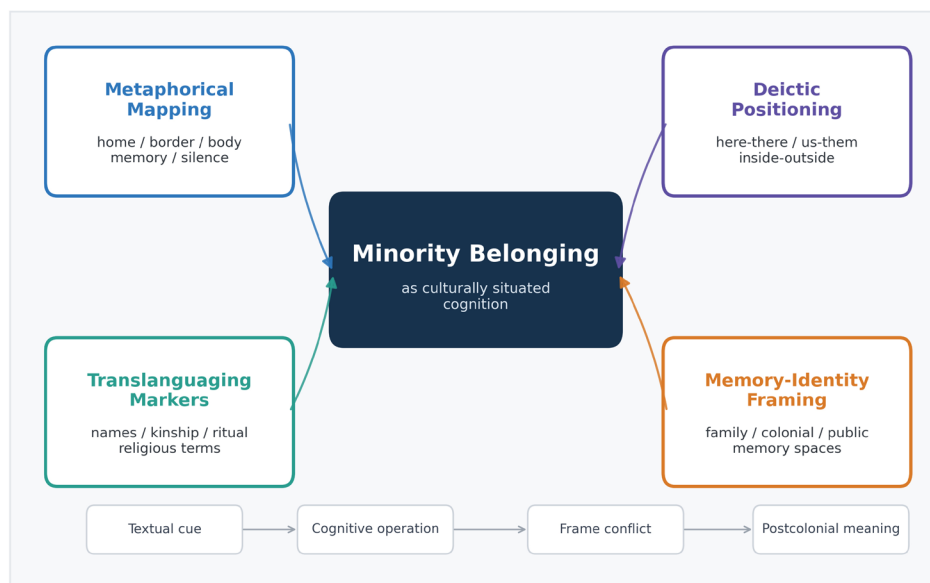 Metaphorical
Mapping
home / border / body
memory / silence
Deictic
Positioning
here-there / us-them
inside-outside
Minority Belonging
as culturally situated
cognition
Translanguaging
Markers
names / kinship / ritual
religious terms
Memory-Identity
Framing
family / colonial / public
memory spaces
Textual cue
Cognitive operation
Frame conflict
Postcolonial meaning